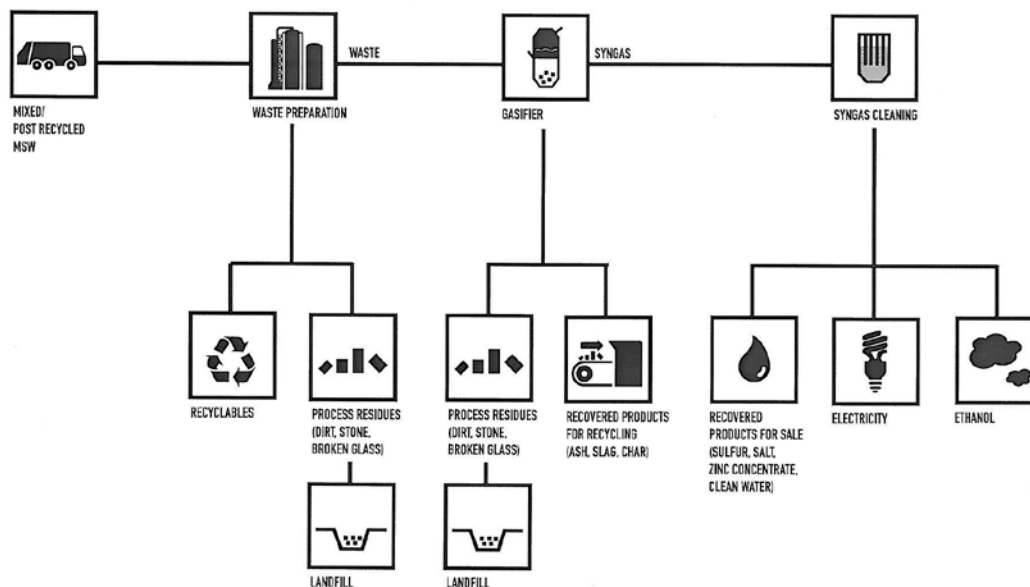 WASTE
SYNGAS
MIXED/
POST RECYCLED
MSW
WASTE PREPARATION
GASIFIER
SYNGAS CLEANING
RECYCLABLES
PROCESS RESIDUES
(DIRT, STONE,
BROKEN GLASS)
PROCESS RESIDUES
(DIRT, STONE,
BROKEN GLASS)
RECOVERED PRODUCTS
FOR RECYCLING
(ASH, SLAG, CHAR)
RECOVERED
PRODUCTS FOR SALE
(SULFUR, SALT,
ZINC CONCENTRATE,
CLEAN WATER)
ELECTRICITY
ETHANOL
LANDFILL
LANDFILL